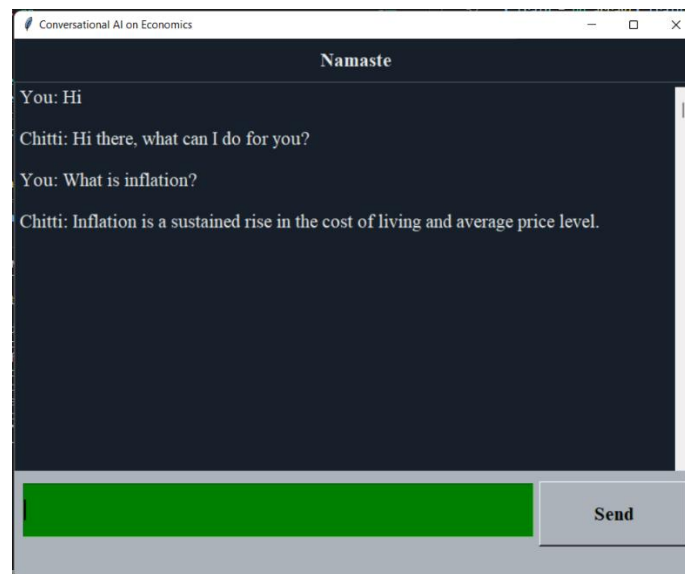 Conversational AI on Economics
Namaste
You: Hi
Chitti: Hi there, what can I do for you?
You: What is inflation?
Chitti: Inflation is a sustained rise in the cost of living and average price level.
Send